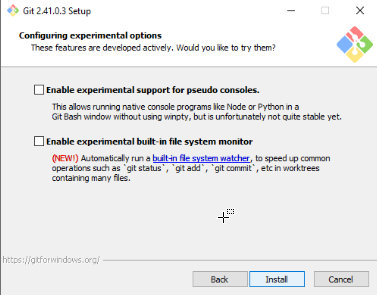 Git 2.41.0.3 Setup
Configuring experimental options
These features are developed actively. Would you like to try them?
Enable experimental support for pseudo consoles.
This allows running native console programs like Node or Python in a
Git Bash window without using winpty, but is unfortunately not quite stable yet.
Enable experimental built-in file system monitor
(NEW!) Automatically run a built-in file system watcher, to speed up common
operations such as `git status`, `git add`, `git commit`, etc in worktrees
containing many files.
https://gitforwindows.org/
Back
Install
Cancel